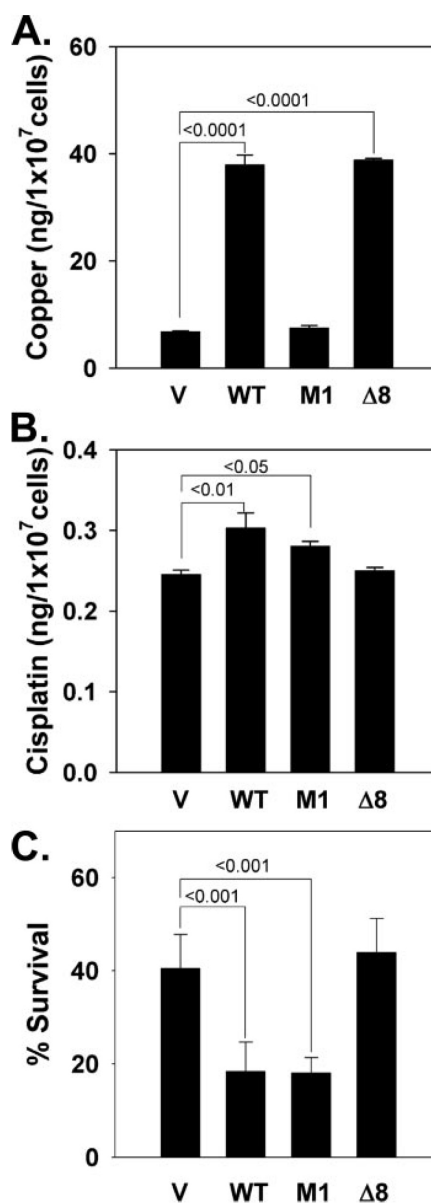 A.
Copper (ng/1x10⁷cells)
60
40
20
0
<0.0001
<0.0001
V WT M1 Δ8
B.
Cisplatin (ng/1x10⁷cells)
0.4
0.3
0.2
0.1
0.0
<0.05
<0.01
V WT M1 Δ8
C.
% Survival
60
40
20
0
<0.001
<0.001
V WT M1 Δ8